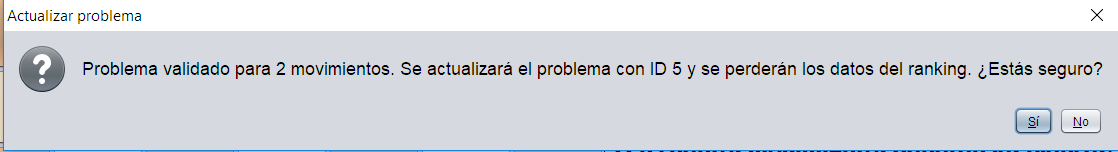 Actualizar problema
Problema validado para 2 movimientos. Se actualizará el problema con ID 5 y se perderán los datos del ranking. ¿Estás seguro?
Sí No